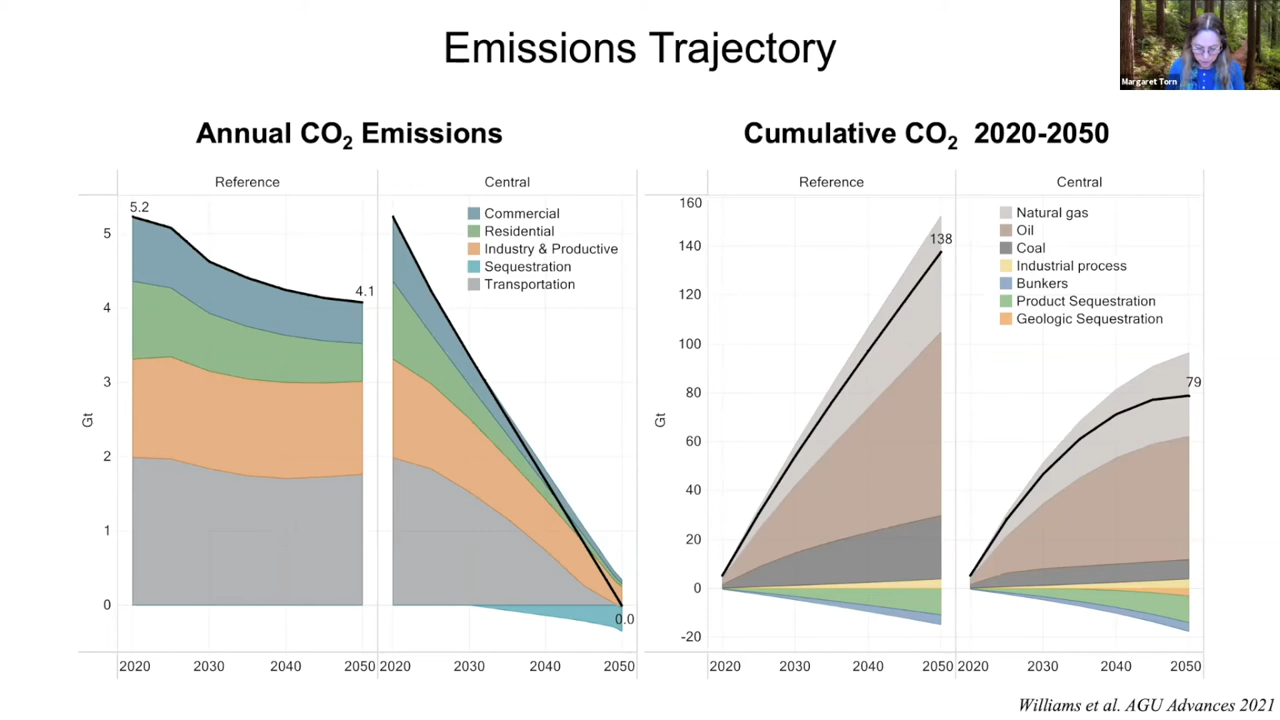 Emissions Trajectory
Margaret Torn
Annual CO₂ Emissions
Reference
Central
5.2
4.1
0.0
Commercial
Residential
Industry & Productive
Sequestration
Transportation
Gt
5
4
3
2
1
0
2020 2030 2040 2050
2020 2030 2040 2050
Cumulative CO₂ 2020-2050
Reference
Central
138
79
Natural gas
Oil
Coal
Industrial process
Bunkers
Product Sequestration
Geologic Sequestration
Gt
160
140
120
100
80
60
40
20
0
-20
2020 2030 2040 2050
2020 2030 2040 2050
Williams et al. AGU Advances 2021